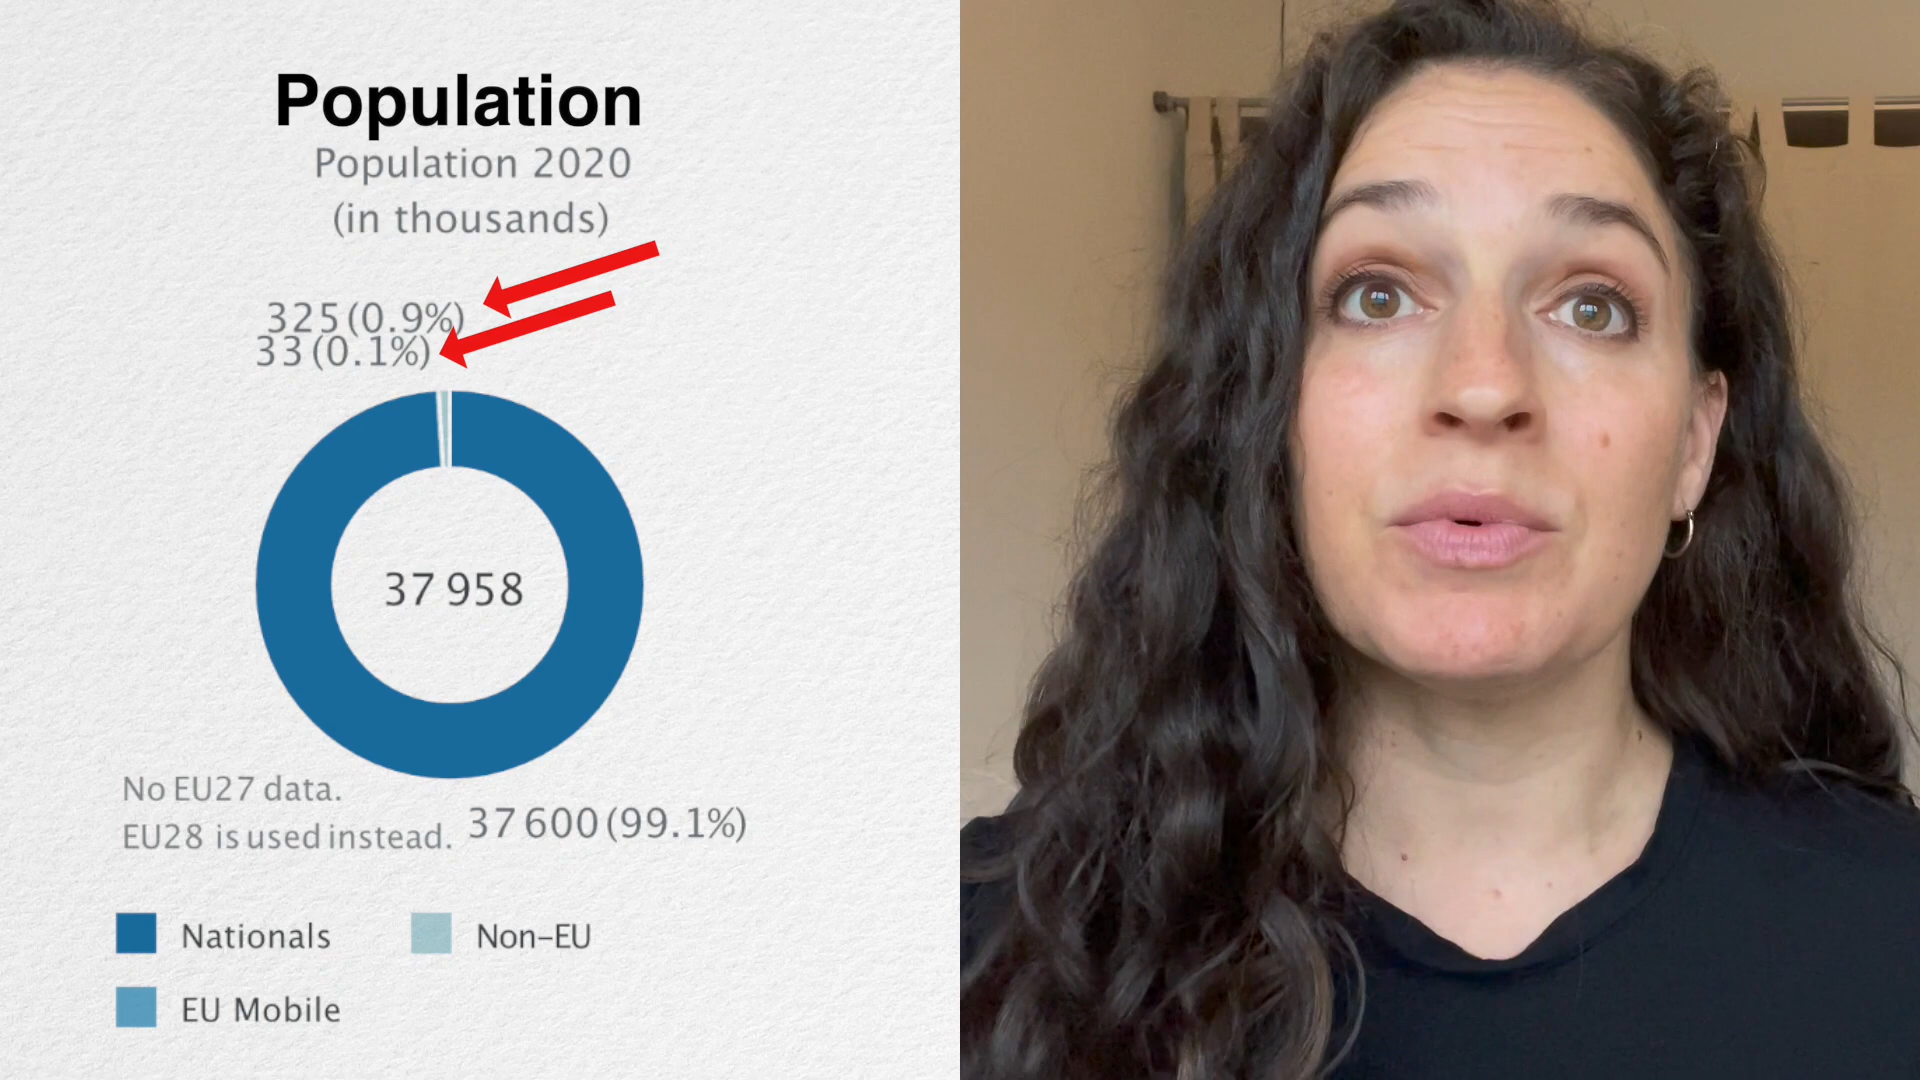 Population
Population 2020
(in thousands)
325 (0.9%)
33 (0.1%)
37 958
No EU27 data.
EU28 is used instead.
37 600 (99.1%)
Nationals
Non-EU
EU Mobile